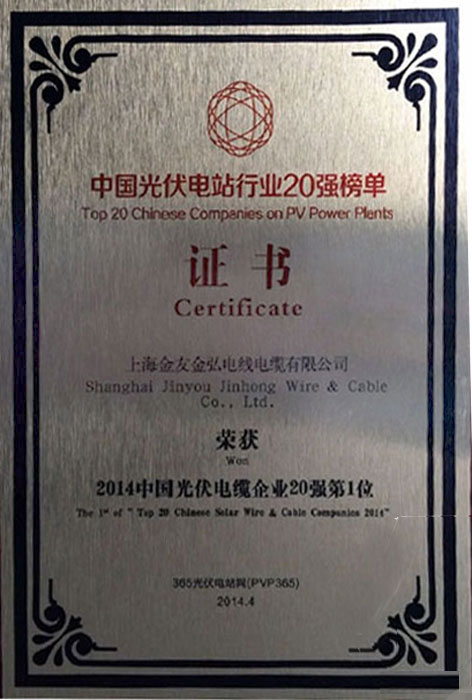 中国光伏电站行业20强榜单
Top 20 Chinese Companies on PV Power Plants
证书
Certificate
上海金友金弘电线电缆有限公司
Shanghai Jinyou Jinhong Wire & Cable
Co., Ltd.
荣获
Won
2014中国光伏电缆企业20强第1位
The 1st of " Top 20 Chinese Solar Wire & Cable Companies 2014"
365光伏电站网(PVP365)
2014.4